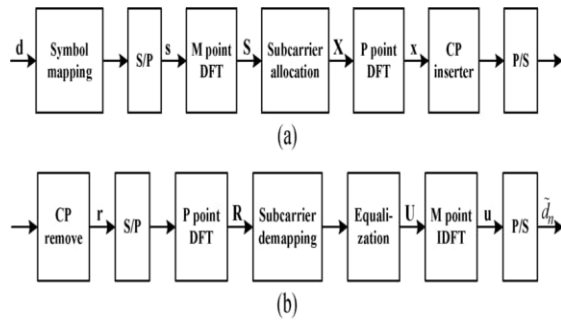 d
Symbol mapping
S/P
s
M point DFT
S
Subcarrier allocation
X
P point DFT
x
CP inserter
P/S
(a)
CP remove
r
S/P
P point DFT
R
Subcarrier demapping
Equali-zation
U
M point IDFT
u
P/S
d̃n
(b)